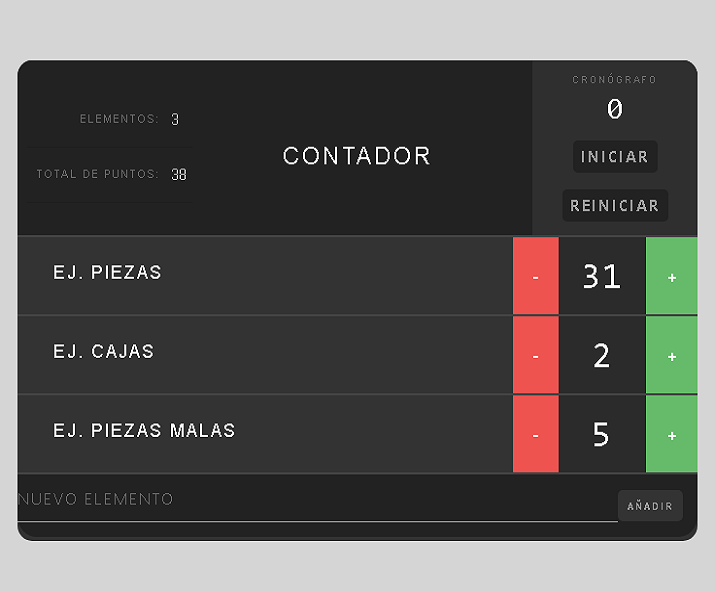 ELEMENTOS: 3
TOTAL DE PUNTOS: 38
CONTADOR
CRONÓGRAFO
0
INICIAR
REINICIAR
EJ. PIEZAS - 31 +
EJ. CAJAS - 2 +
EJ. PIEZAS MALAS - 5 +
NUEVO ELEMENTO AÑADIR